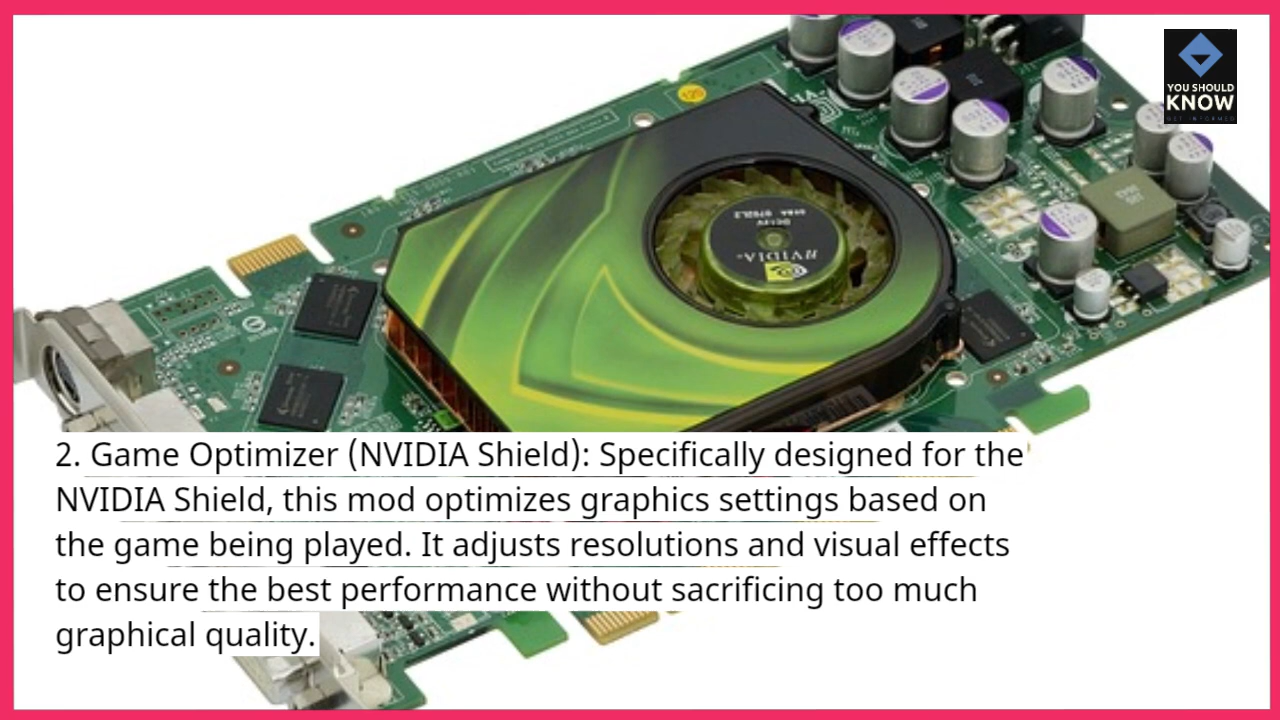 YOU SHOULD
KNOW
GET INFORMED
NVIDIA
2. Game Optimizer (NVIDIA Shield): Specifically designed for the
NVIDIA Shield, this mod optimizes graphics settings based on
the game being played. It adjusts resolutions and visual effects
to ensure the best performance without sacrificing too much
graphical quality.